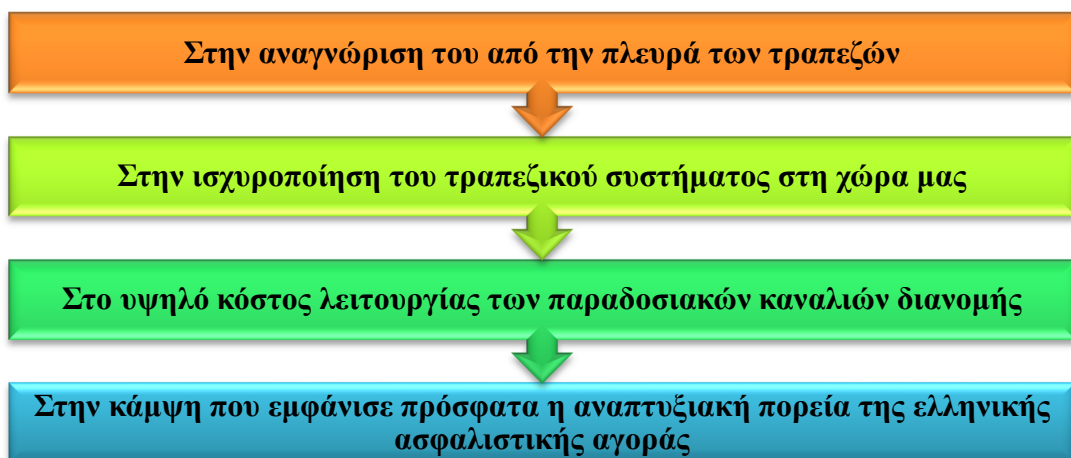 Στην αναγνώριση του από την πλευρά των τραπεζών
Στην ισχυροποίηση του τραπεζικού συστήματος στη χώρα μας
Στο υψηλό κόστος λειτουργίας των παραδοσιακών καναλιών διανομής
Στην κάμψη που εμφάνισε πρόσφατα η αναπτυξιακή πορεία της ελληνικής
ασφαλιστικής αγοράς